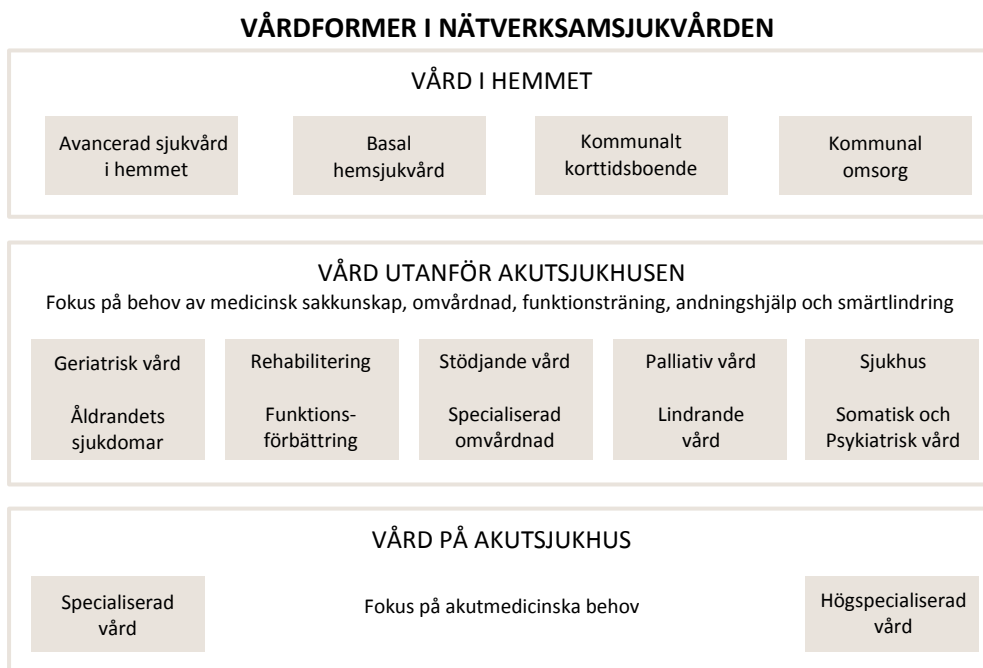 VÅRDFORMER I NÄTVERKSAMSJUKVÅRDEN
VÅRD I HEMMET
Avancerad sjukvård
i hemmet
Basal
hemsjukvård
Kommunalt
korttidsboende
Kommunal
omsorg
VÅRD UTANFÖR AKUTSJUKHUSEN
Fokus på behov av medicinsk sakkunskap, omvårdnad, funktionsträning, andningshjälp och smärtlindring
Geriatrisk vård
Åldrandets
sjukdomar
Rehabilitering
Funktions-
förbättring
Stödjande vård
Specialiserad
omvårdnad
Palliativ vård
Lindrande
vård
Sjukhus
Somatisk och
Psykiatrisk vård
VÅRD PÅ AKUTSJUKHUS
Specialiserad
vård
Fokus på akutmedicinska behov
Högspecialiserad
vård